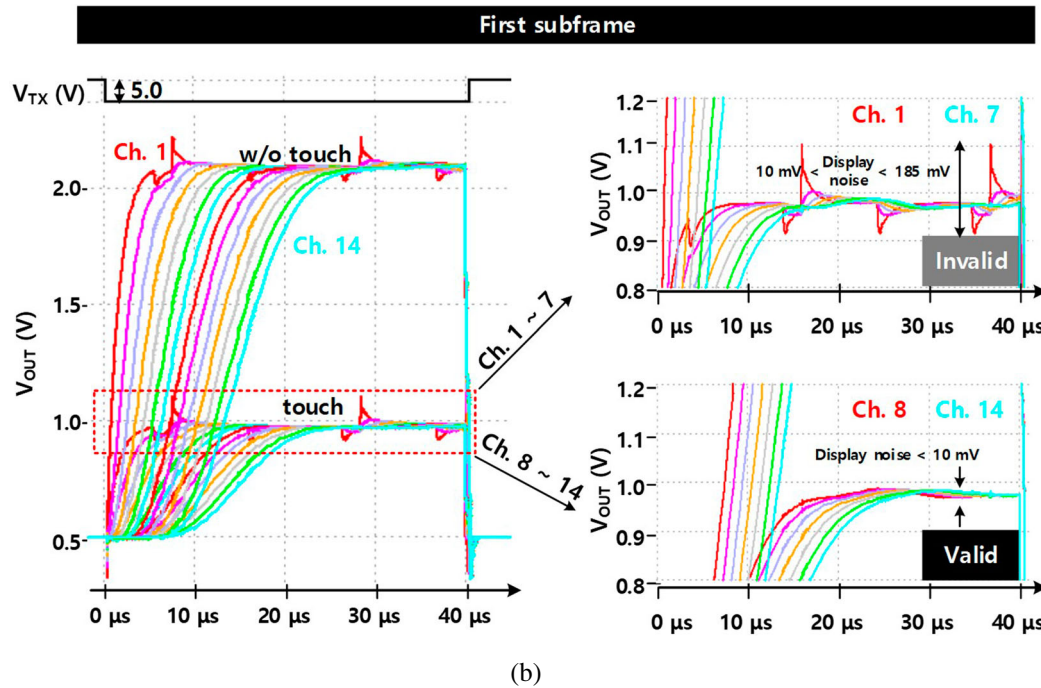 First subframe
V_TX (V)
5.0
Ch. 1
w/o touch
2.0-
Ch. 14
1.5-
V_OUT (V)
touch
1.0-
0.5-
0 μs 10 μs 20 μs 30 μs 40 μs
Ch. 1 ~ 7
Ch. 8 ~ 14
1.2
Ch. 1 Ch. 7
1.1
10 mV < Display noise < 185 mV
V_OUT (V)
1.0
0.9
Invalid
0.8
0 μs 10 μs 20 μs 30 μs 40 μs
1.2
Ch. 8 Ch. 14
1.1
Display noise < 10 mV
V_OUT (V)
1.0
0.9
Valid
0.8
0 μs 10 μs 20 μs 30 μs 40 μs
(b)